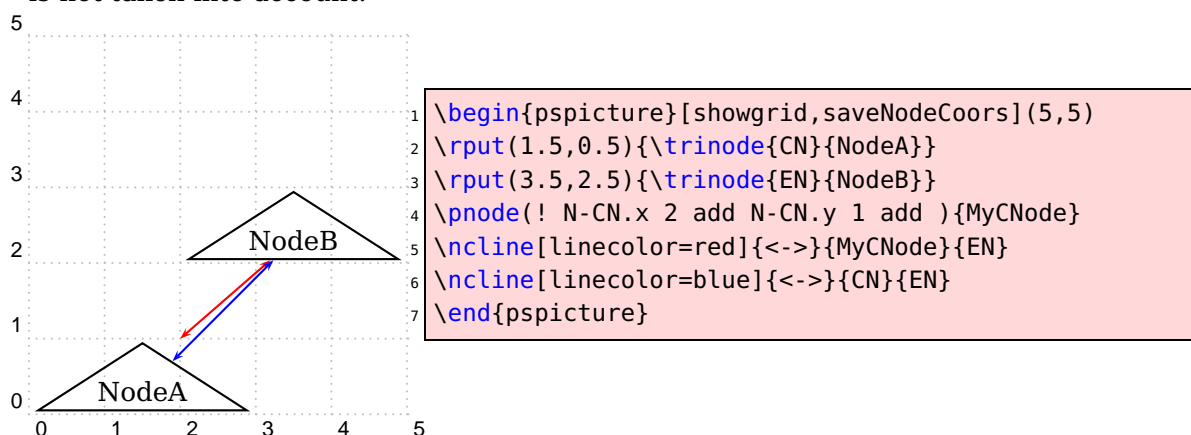 is not taken into account.
5
4
3
2
1
0
0 1 2 3 4 5
NodeB
NodeA
1 \begin{pspicture}[showgrid,saveNodeCoors](5,5)
2 \rput(1.5,0.5){\trinode{CN}{NodeA}}
3 \rput(3.5,2.5){\trinode{EN}{NodeB}}
4 \pnode(! N-CN.x 2 add N-CN.y 1 add ){MyCNode}
5 \ncline[linecolor=red]{<->}{MyCNode}{EN}
6 \ncline[linecolor=blue]{<->}{CN}{EN}
7 \end{pspicture}